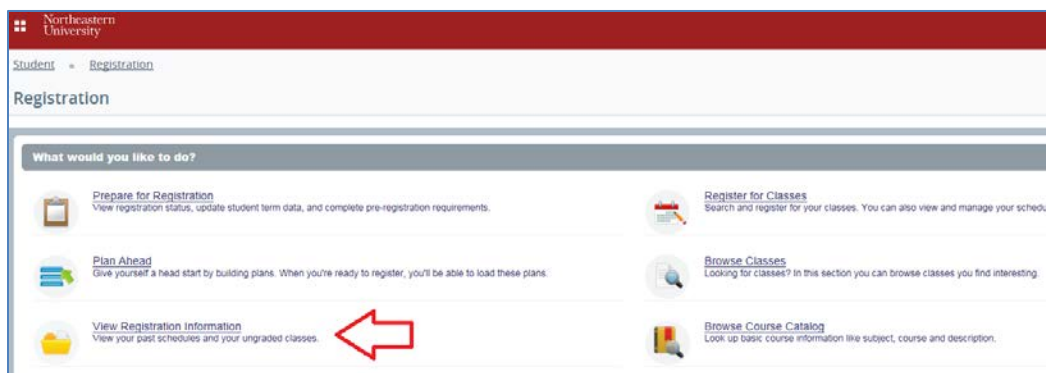 Northeastern
University
Student
Registration
Registration
What would you like to do?
Prepare for Registration
View registration status, update student term data, and complete pre-registration requirements.
Register for Classes
Search and register for your classes. You can also view and manage your schedu
Plan Ahead
Give yourself a head start by building plans. When you're ready to register, you'll be able to load these plans.
Browse Classes
Looking for classes? In this section you can browse classes you find interesting.
View Registration Information
View your past schedules and your ungraded classes.
Browse Course Catalog
Look up basic course information like subject, course and description.